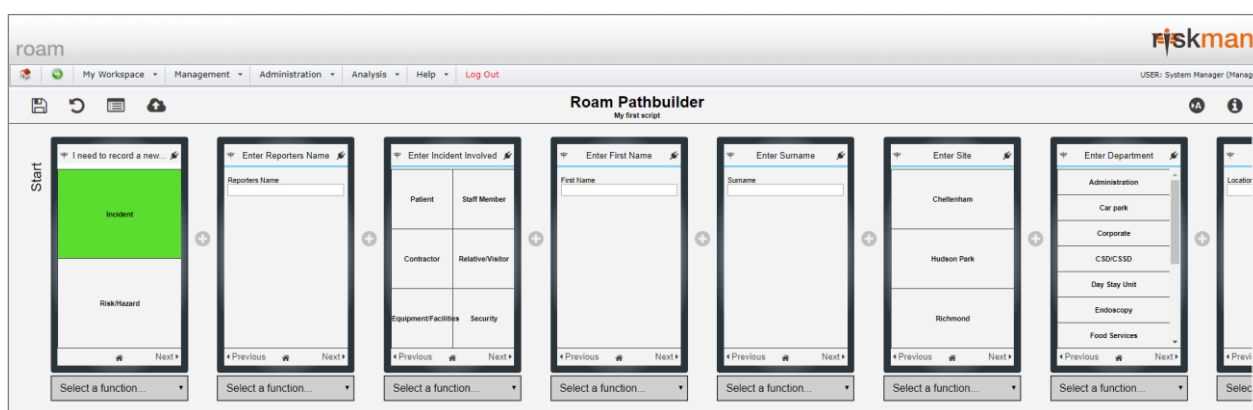 roam
riskman
My Workspace Management Administration Analysis Help Log Out
USER: System Manager (Manag
Roam Pathbuilder
My first script
Start
I need to record a new...
Incident
Risk/Hazard
Next
Select a function...
Enter Reporters Name
Reporters Name
Previous Next
Select a function...
Enter Incident Involved
Patient Staff Member
Contractor Relative/Visitor
Equipment/Facilities Security
Previous Next
Select a function...
Enter First Name
First Name
Previous Next
Select a function...
Enter Surname
Surname
Previous Next
Select a function...
Enter Site
Cheltenham
Hudson Park
Richmond
Previous Next
Select a function...
Enter Department
Administration
Car park
Corporate
CSD/CSSD
Day Stay Unit
Endoscopy
Food Services
Previous Next
Select a function...
Location
Previ
Selec